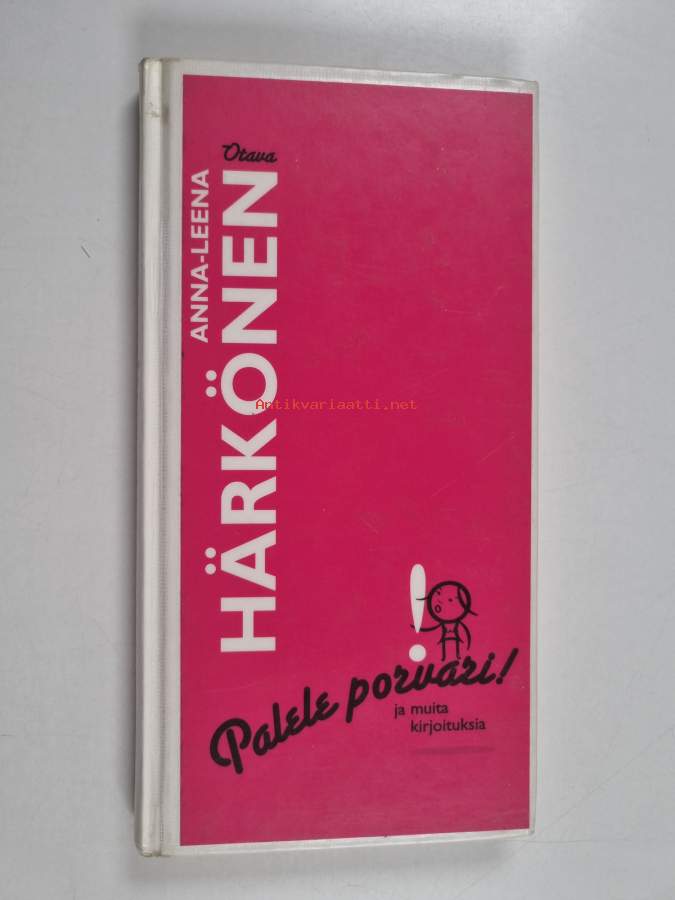 Otava
ANNA-LEENA
HÄRKÖNEN
Antikvariaatti.net
!
Palele porvari!
ja muita
kirjoituksia